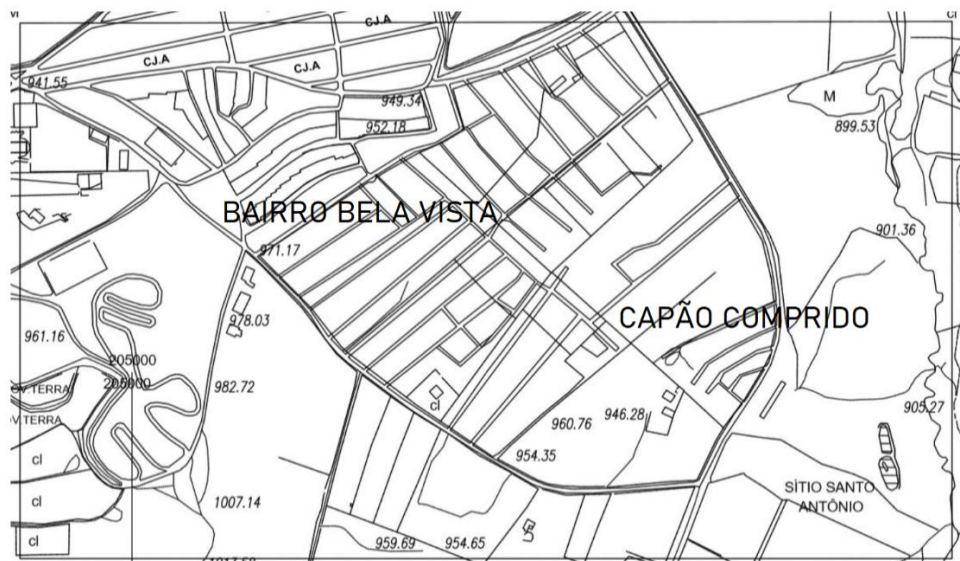 CJ.A
CJ.A
CJ.A
941.55
949.34
952.18
M
899.53
BAIRRO BELA VISTA
901.36
971.17
978.03
CAPÃO COMPRIDO
961.16
205000
205000
982.72
OV.TERRA
OV.TERRA
cl
905.27
946.28
960.76
954.35
cl
SÍTIO SANTO
ANTÔNIO
cl
1007.14
cl
959.69
954.65